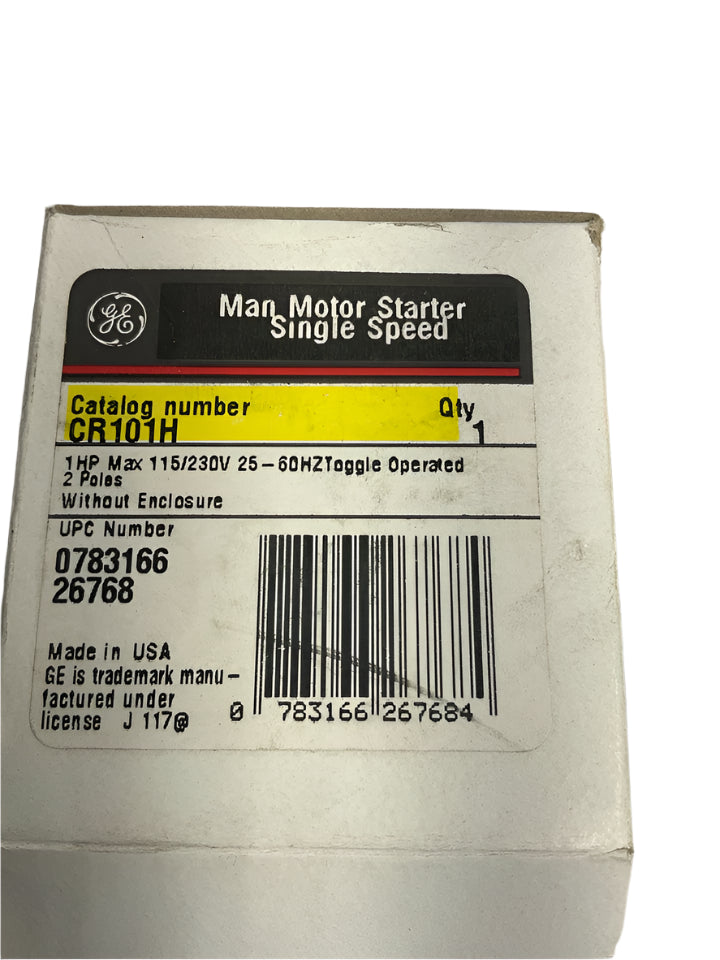 GE
Man Motor Starter
Single Speed
Catalog number Qty
CR101H 1
1HP Max 115/230V 25-60HZToggle Operated
2 Poles
Without Enclosure
UPC Number
0783166
26768
Made in USA
GE is trademark manu-
factured under
license J 117@
0 783166 267684